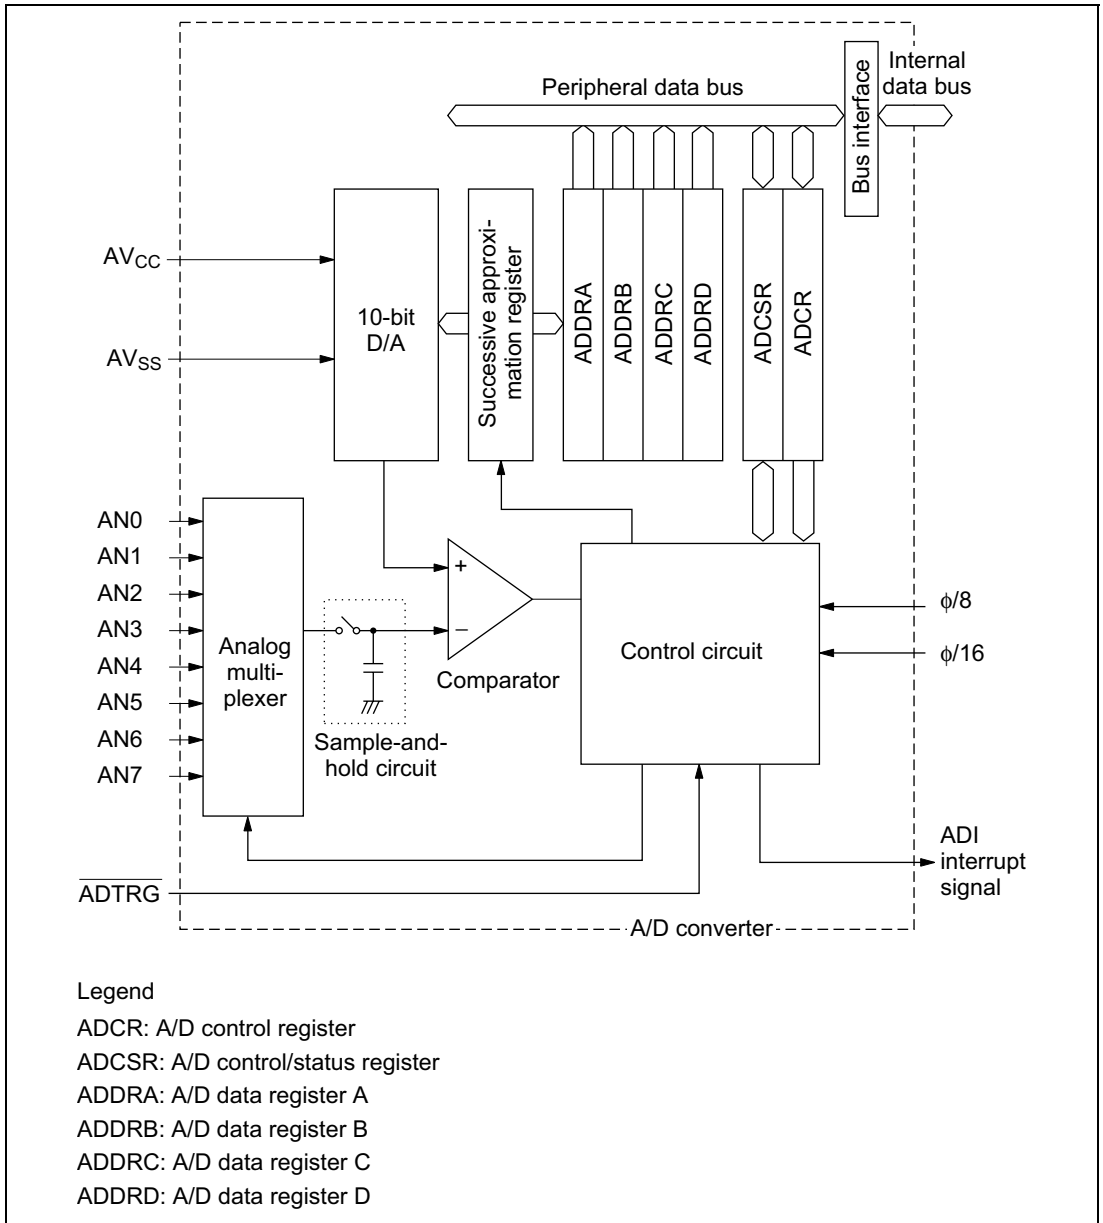 Peripheral data bus
Internal
data bus
Bus interface
AVCC
AVSS
10-bit
D/A
Successive approxi-
mation register
ADDRA
ADDRB
ADDRC
ADDRD
ADCSR
ADCR
AN0
AN1
AN2
AN3
AN4
AN5
AN6
AN7
Analog
multi-
plexer
+
−
Comparator
Sample-and-
hold circuit
Control circuit
ϕ/8
ϕ/16
ADI
interrupt
signal
ADTRG
A/D converter
Legend
ADCR: A/D control register
ADCSR: A/D control/status register
ADDRA: A/D data register A
ADDRB: A/D data register B
ADDRC: A/D data register C
ADDRD: A/D data register D